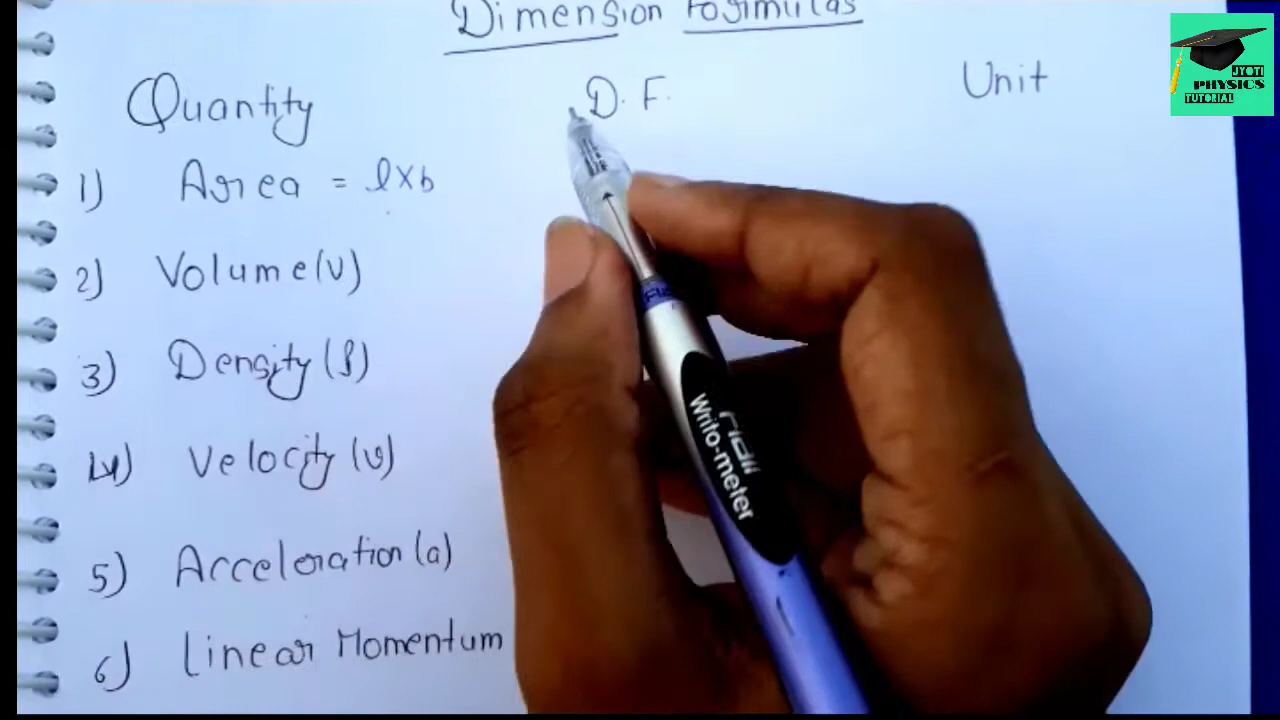 Dimension Formulas
Quantity D. F. Unit
1) Area = l×b
2) Volume (V)
3) Density (ρ)
4) Velocity (v)
5) Acceleration (a)
6) Linear Momentum
JYOTI
PHYSICS
TUTORIAL
Writo-meter